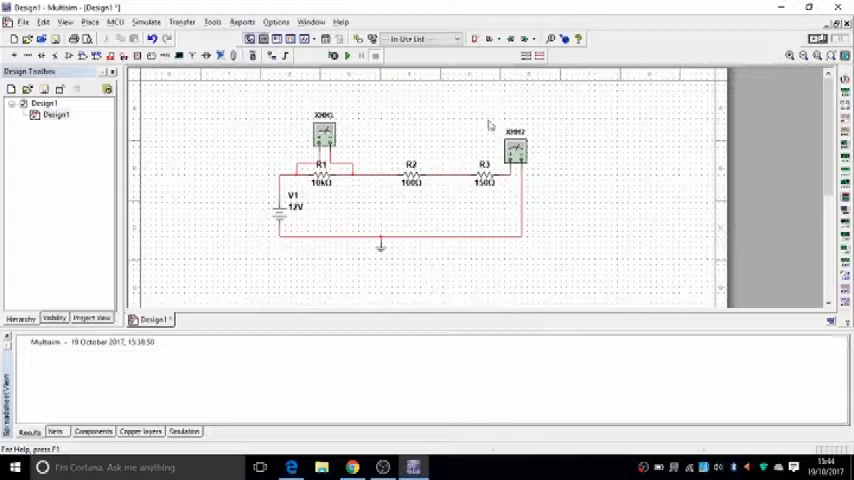 Design1 - Multisim - [Design1 *]
File Edit View Place MCU Simulate Transfer Tools Reports Options Window Help
--- In Use List ---
Design Toolbox
Design1
Design1
XMM1
XMM2
R1
R2
R3
10kΩ
100Ω
150Ω
V1
12V
Hierarchy Visibility Project View
Design1 *
Multisim - 19 October 2017, 15:38:50
Spreadsheet View
Results Nets Components Copper layers Simulation
For Help, press F1
I'm Cortana. Ask me anything
15:44
19/10/2017